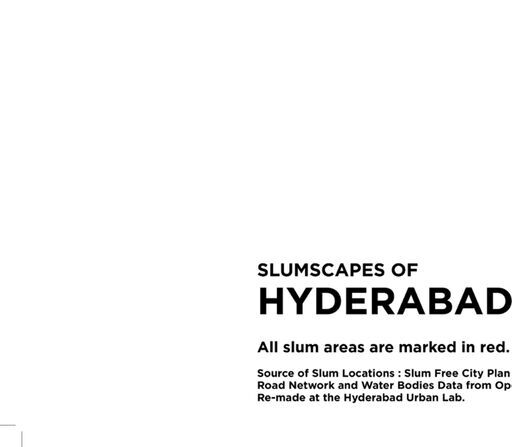 SLUMSCAPES OF
HYDERABAD
All slum areas are marked in red.
Source of Slum Locations : Slum Free City Plan
Road Network and Water Bodies Data from Op
Re-made at the Hyderabad Urban Lab.